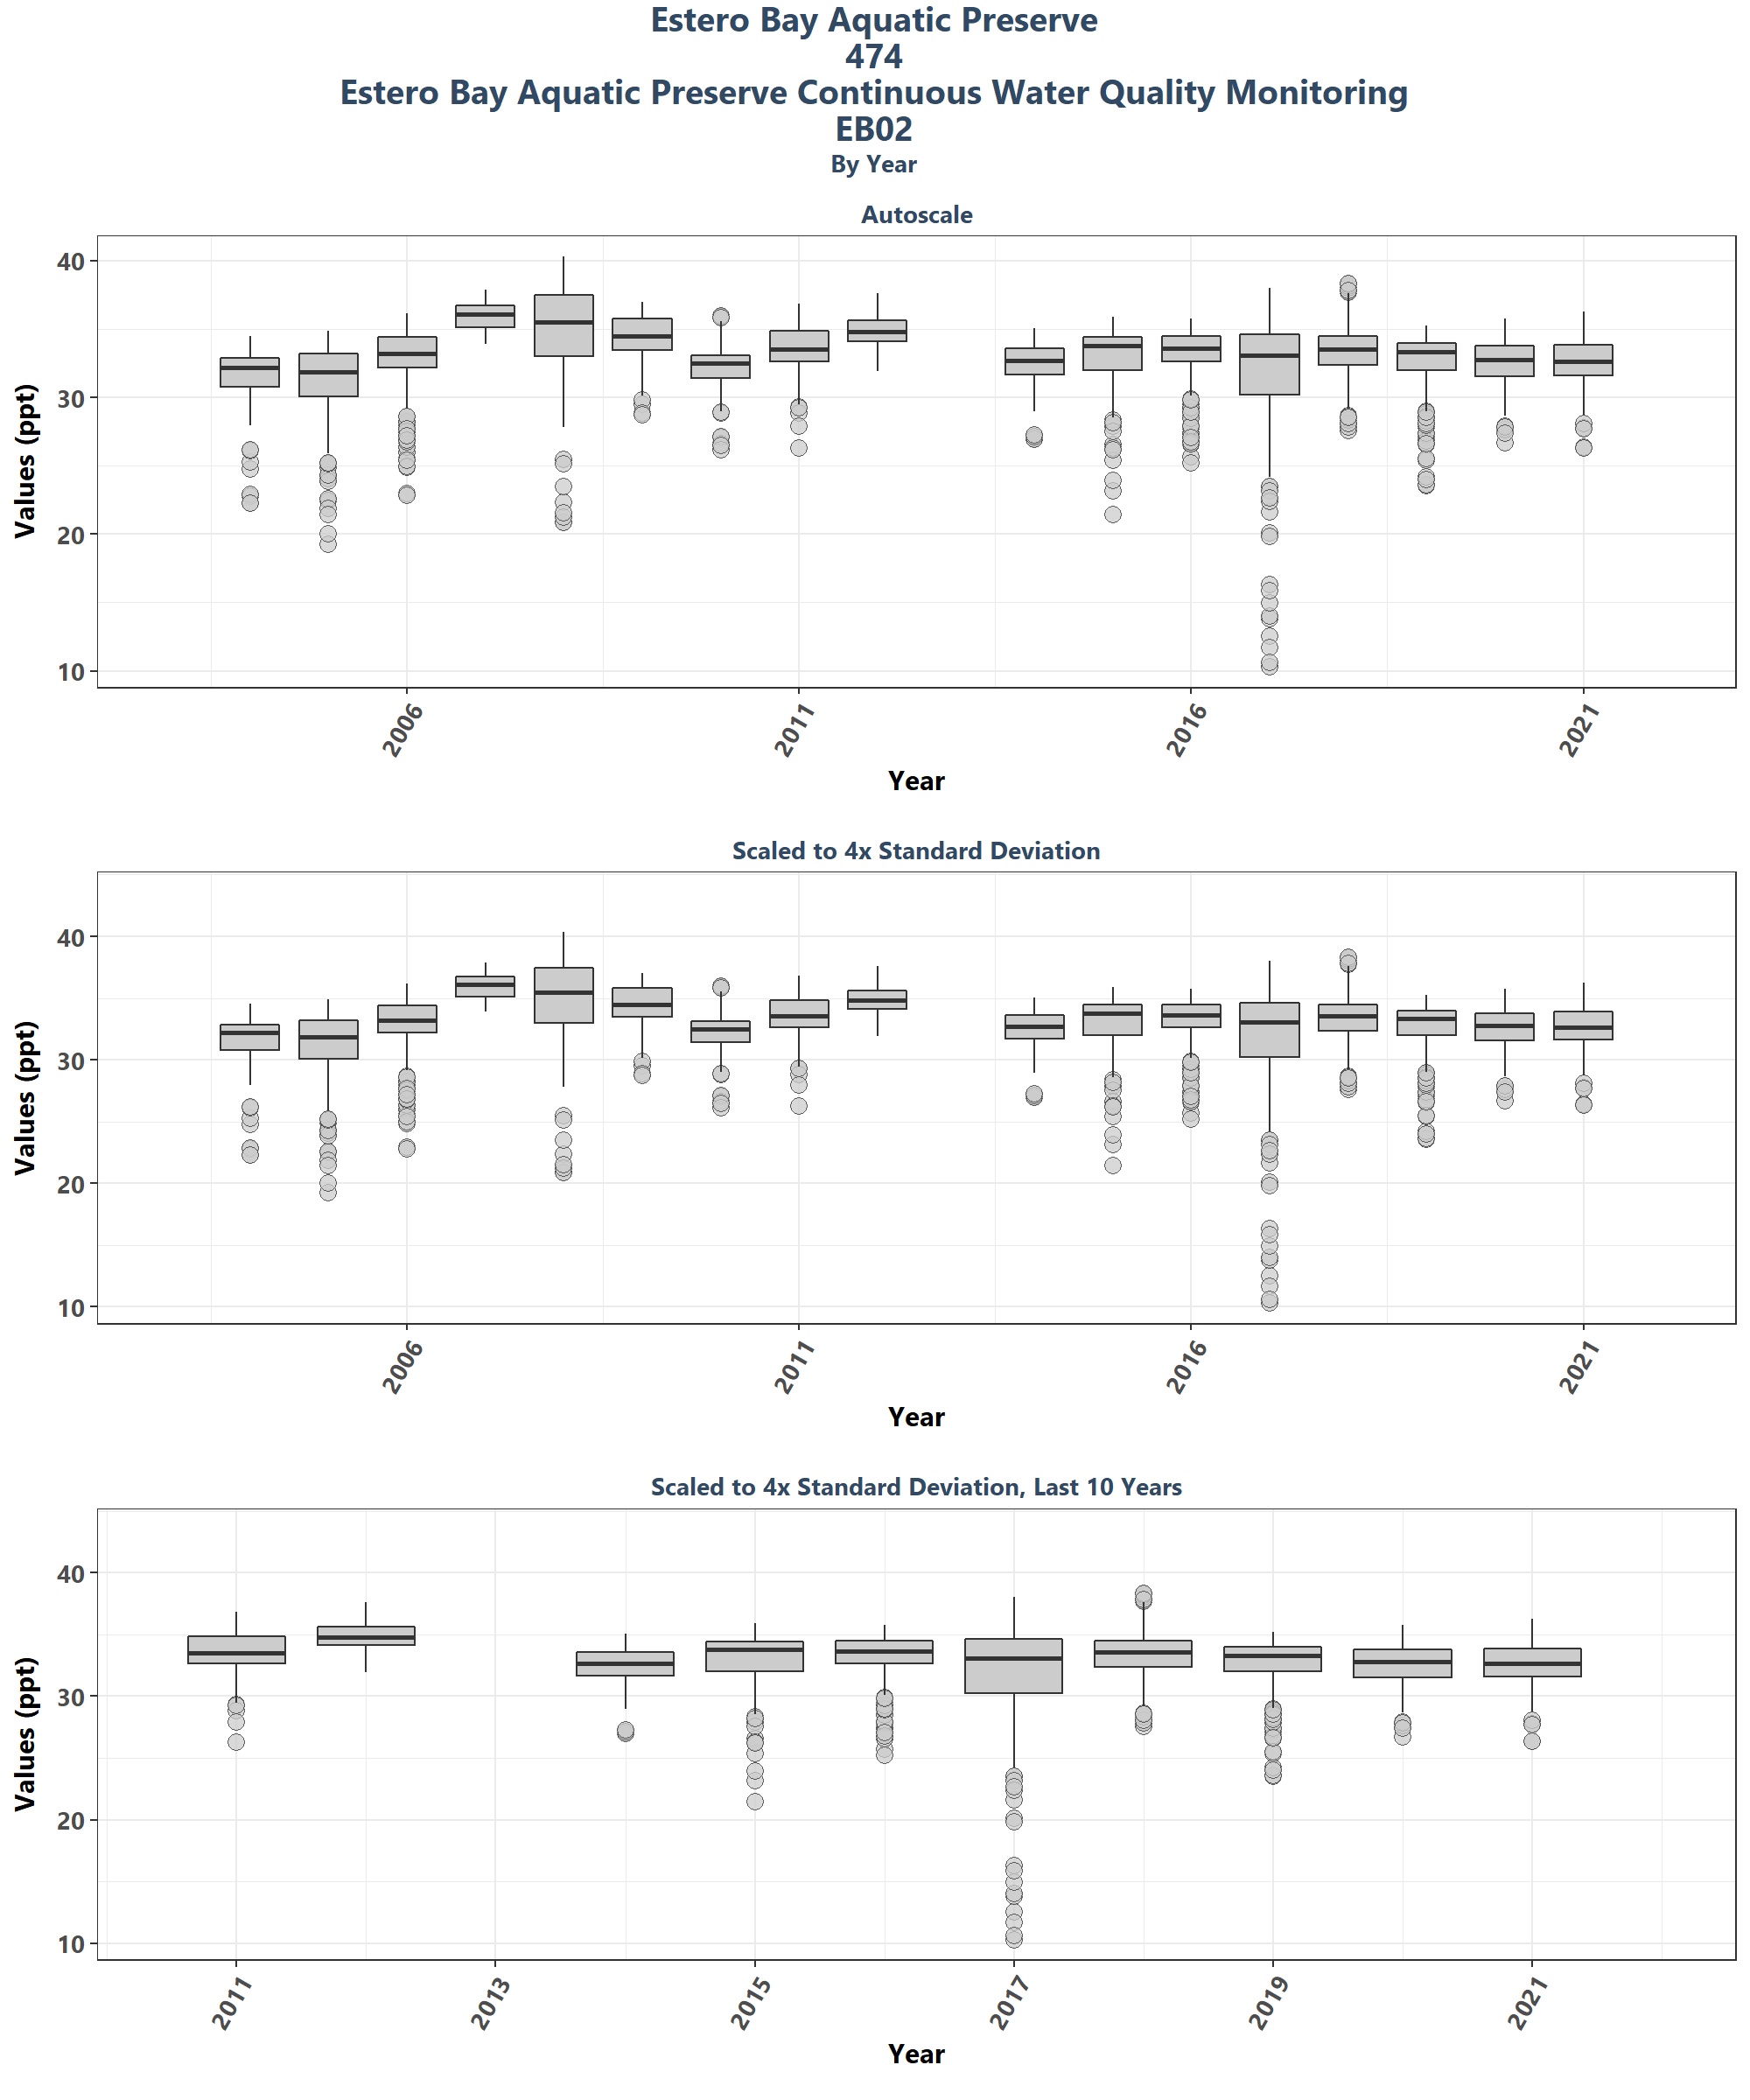 Estero Bay Aquatic Preserve
474
Estero Bay Aquatic Preserve Continuous Water Quality Monitoring
EB02
By Year
Autoscale
Values (ppt)
40
30
20
10
2006
2011
2016
2021
Year
Scaled to 4x Standard Deviation
Values (ppt)
40
30
20
10
2006
2011
2016
2021
Year
Scaled to 4x Standard Deviation, Last 10 Years
Values (ppt)
40
30
20
10
2011
2013
2015
2017
2019
2021
Year